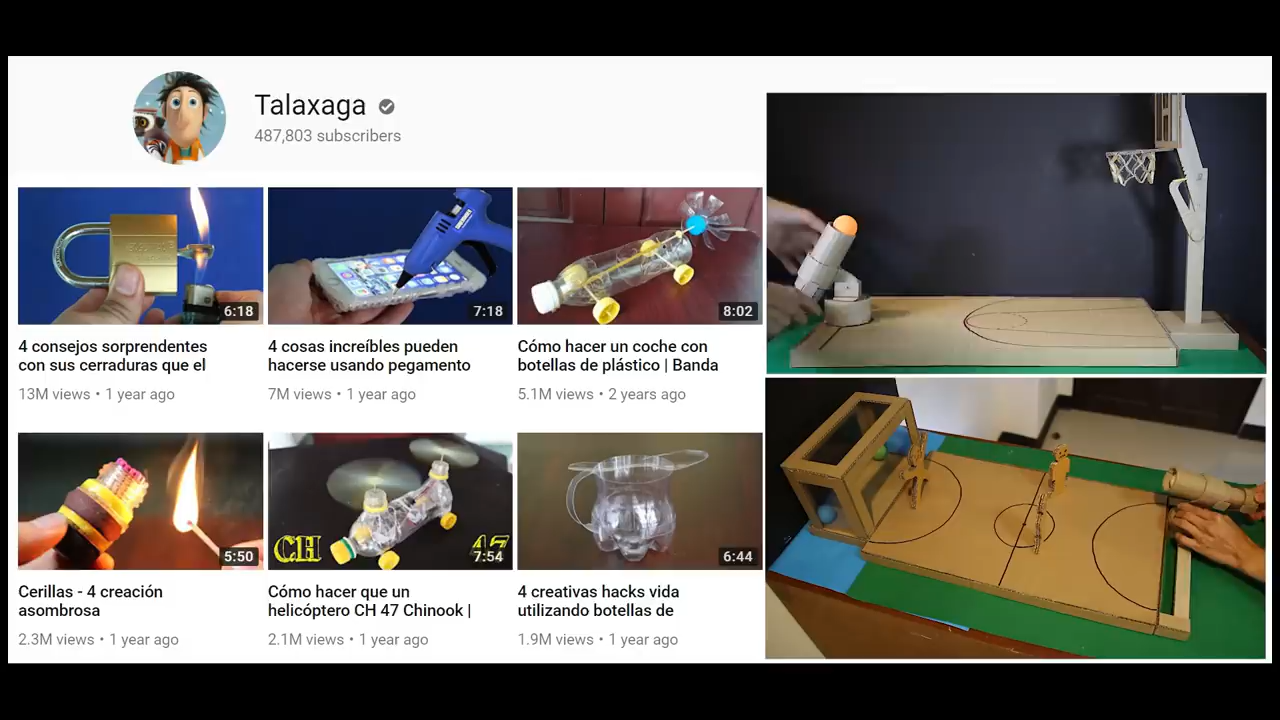 Talaxaga
487,803 subscribers
6:18
7:18
8:02
4 consejos sorprendentes
con sus cerraduras que el
13M views • 1 year ago
4 cosas increíbles pueden
hacerse usando pegamento
7M views • 1 year ago
Cómo hacer un coche con
botellas de plástico | Banda
5.1M views • 2 years ago
5:50
CH
47
7:54
6:44
Cerillas - 4 creación
asombrosa
2.3M views • 1 year ago
Cómo hacer que un
helicóptero CH 47 Chinook |
2.1M views • 1 year ago
4 creativas hacks vida
utilizando botellas de
1.9M views • 1 year ago